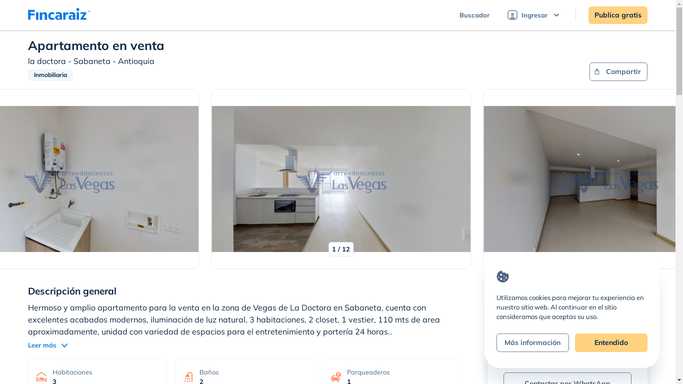 Fincaraiz
Buscador
Ingresar
Publica gratis
Apartamento en venta
la doctora - Sabaneta - Antioquia
Inmobiliaria
Compartir
arrendamientos
Las Vegas
arrendamientos
Las Vegas
arrendamientos
Las Vegas
1 / 12
Descripción general
Hermoso y amplio apartamento para la venta en la zona de Vegas de La Doctora en Sabaneta, cuenta con
excelentes acabados modernos, iluminación de luz natural, 3 habitaciones, 2 closet, 1 vestier, 110 mts de area
aproximadamente, unidad con variedad de espacios para el entretenimiento y portería 24 horas..
Leer más
Habitaciones
3
Baños
2
Parqueaderos
1
Utilizamos cookies para mejorar tu experiencia en
nuestro sitio web. Al continuar en el sitio
consideramos que aceptas su uso.
Más información
Entendido
Contactar por WhatsApp